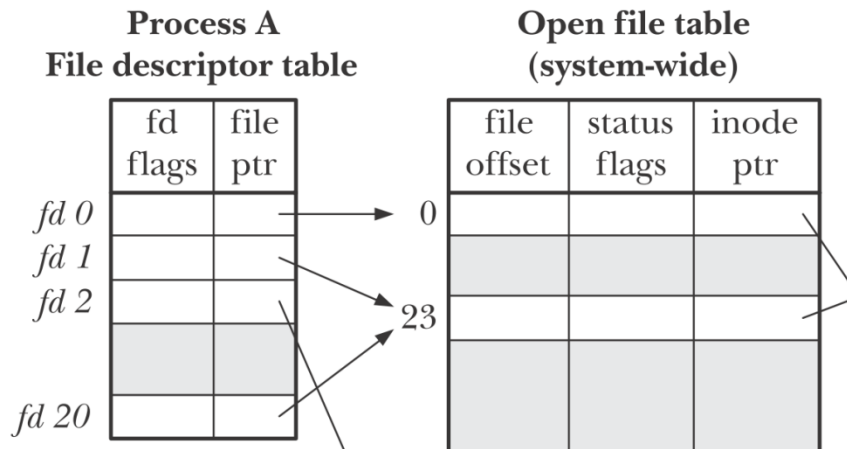 Process A
File descriptor table
Open file table
(system-wide)
fd
flags
file
ptr
file
offset
status
flags
inode
ptr
fd 0
0
fd 1
fd 2
23
fd 20